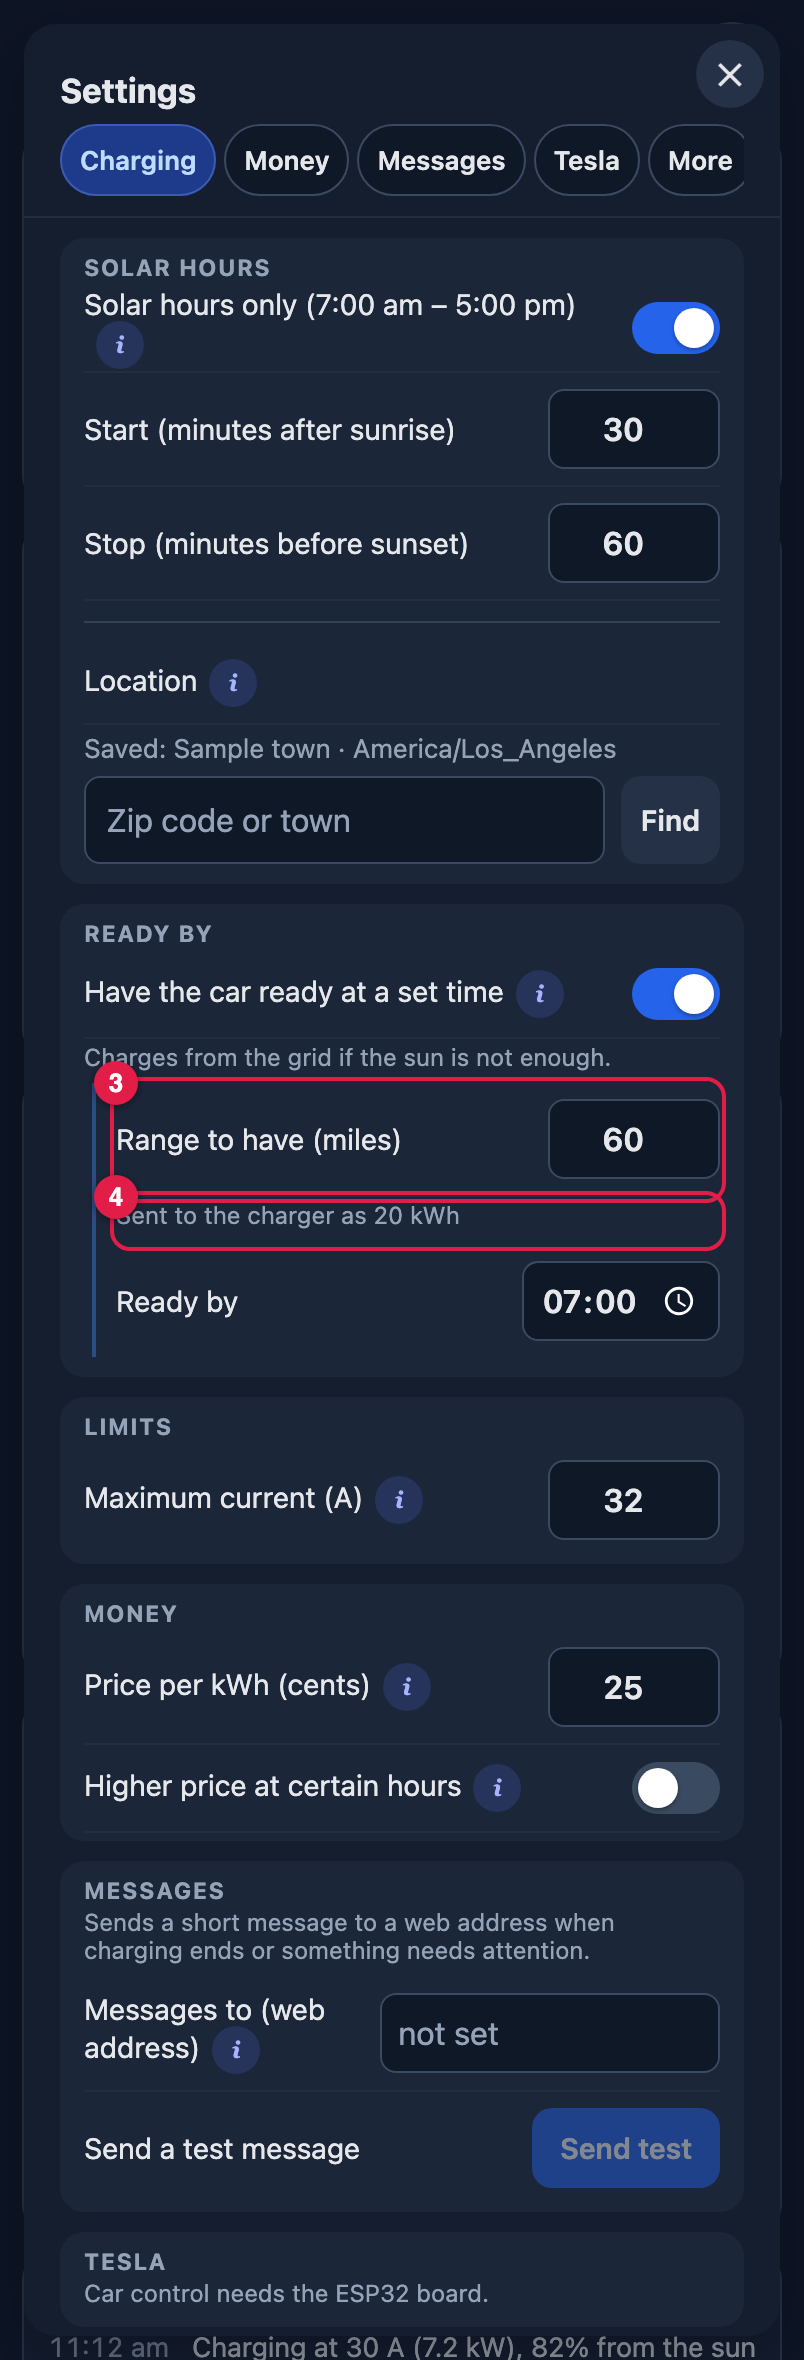 Settings
Charging
Money
Messages
Tesla
More
SOLAR HOURS
Solar hours only (7:00 am – 5:00 pm)
i
Start (minutes after sunrise)
30
Stop (minutes before sunset)
60
Location
i
Saved: Sample town · America/Los_Angeles
Zip code or town
Find
READY BY
Have the car ready at a set time
i
Charges from the grid if the sun is not enough.
3
Range to have (miles)
60
4
Sent to the charger as 20 kWh
Ready by
07:00
LIMITS
Maximum current (A)
i
32
MONEY
Price per kWh (cents)
i
25
Higher price at certain hours
i
MESSAGES
Sends a short message to a web address when
charging ends or something needs attention.
Messages to (web
address)
i
not set
Send a test message
Send test
TESLA
Car control needs the ESP32 board.
11:12 am Charging at 30 A (7.2 kW), 82% from the sun